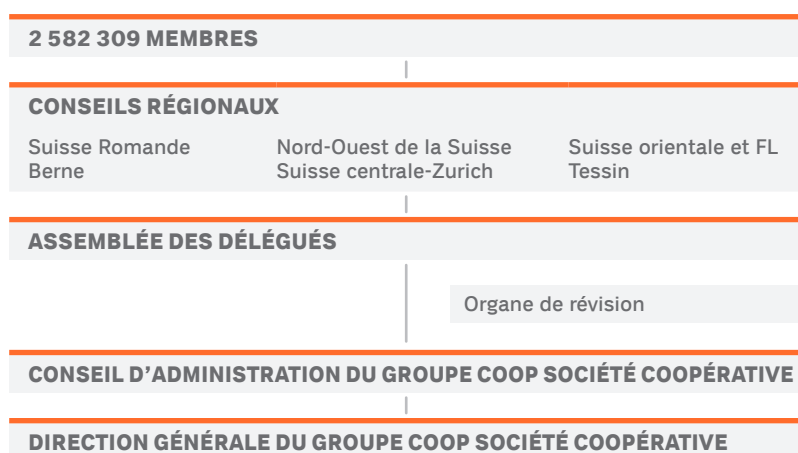 2 582 309 MEMBRES
CONSEILS RÉGIONAUX
Suisse Romande
Berne
Nord-Ouest de la Suisse
Suisse centrale-Zurich
Suisse orientale et FL
Tessin
ASSEMBLÉE DES DÉLÉGUÉS
Organe de révision
CONSEIL D’ADMINISTRATION DU GROUPE COOP SOCIÉTÉ COOPÉRATIVE
DIRECTION GÉNÉRALE DU GROUPE COOP SOCIÉTÉ COOPÉRATIVE